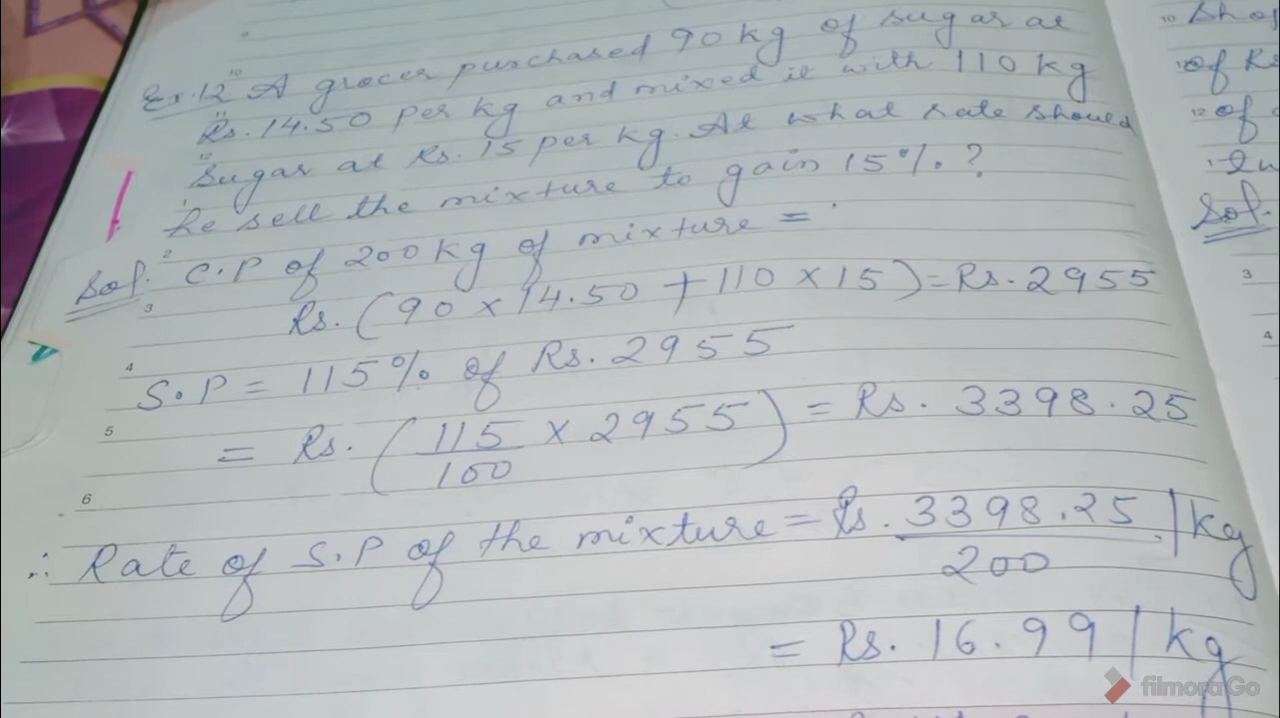 Ex.12 A grocer purchased 90 kg of sugar at
Rs. 14.50 per kg and mixed it with 110 kg
sugar at Rs. 15 per kg. At what rate should
he sell the mixture to gain 15%.?
Sol. C.P of 200 kg of mixture =
Rs. (90 × 14.50 + 110 × 15) = Rs. 2955
S.P = 115% of Rs. 2955
= Rs. (115/100 × 2955) = Rs. 3398.25
∴ Rate of S.P of the mixture = Rs. 3398.25/200 /kg
= Rs. 16.99 / kg
of Rs
of
Sol.
filmoraGo